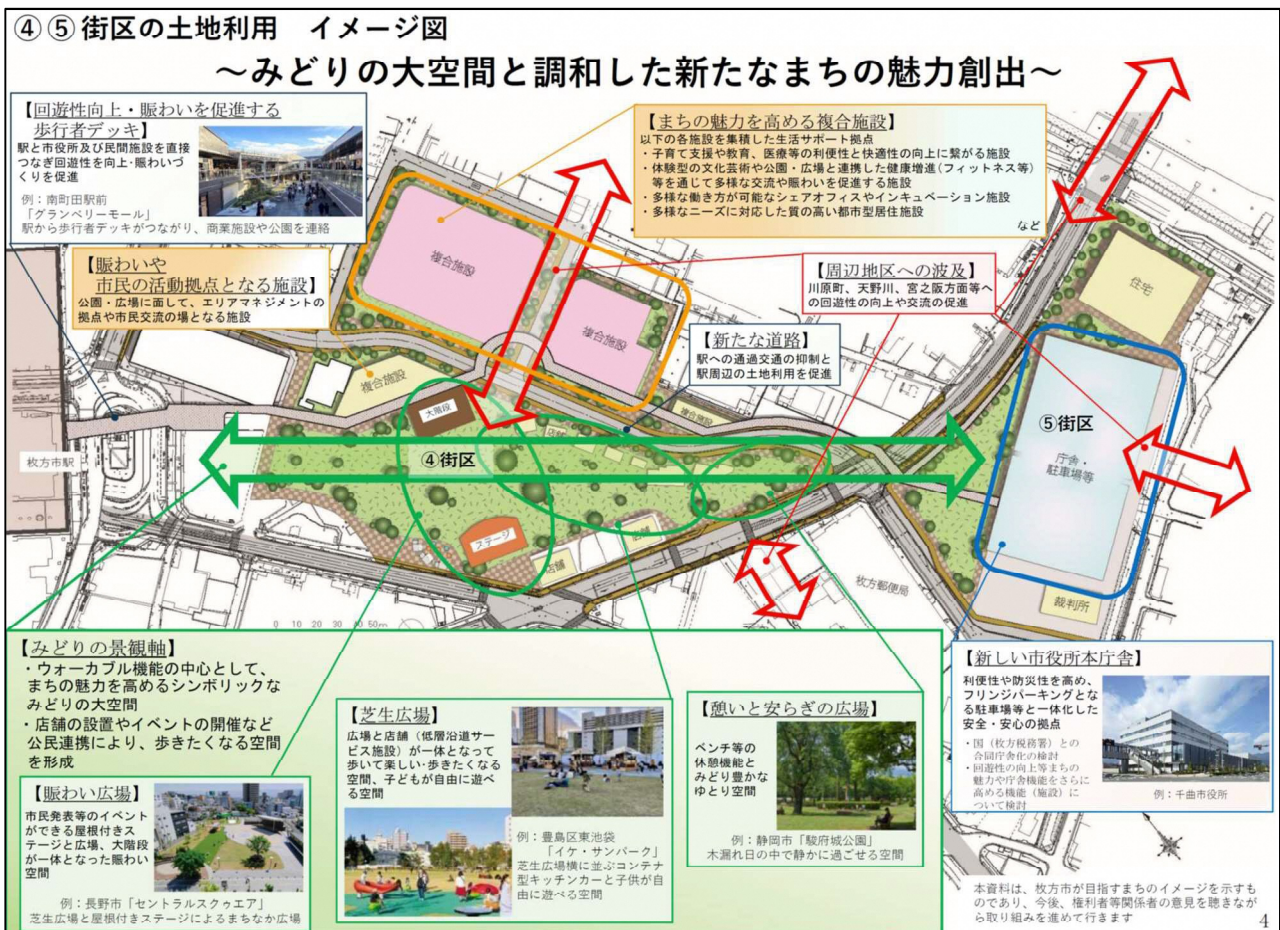 ④⑤街区の土地利用　イメージ図
～みどりの大空間と調和した新たなまちの魅力創出～
【回遊性向上・賑わいを促進する
歩行者デッキ】
駅と市役所及び民間施設を直接
つなぎ回遊性を向上・賑わいづ
くりを促進
例：南町田駅前
「グランベリーモール」
駅から歩行者デッキがつながり、商業施設や公園を連絡
【まちの魅力を高める複合施設】
以下の各施設を集積した生活サポート拠点
・子育て支援や教育、医療等の利便性と快適性の向上に繋がる施設
・体験型の文化芸術や公園・広場と連携した健康増進（フィットネス等）
等を通じて多様な交流や賑わいを促進する施設
・多様な働き方が可能なシェアオフィスやインキュベーション施設
・多様なニーズに対応した質の高い都市型居住施設
など
【賑わいや
市民の活動拠点となる施設】
公園・広場に面して、エリアマネジメントの
拠点や市民交流の場となる施設
【周辺地区への波及】
川原町、天野川、宮之阪方面等へ
の回遊性の向上や交流の促進
【新たな道路】
駅への通過交通の抑制と
駅周辺の土地利用を促進
複合施設
複合施設
複合施設
複合施設
住宅
大階段
店舗
④街区
⑤街区
庁舎・
駐車場等
枚方市駅
ステージ
店舗
店舗
枚方郵便局
裁判所
0 10 20 30 40 50m
【みどりの景観軸】
・ウォーカブル機能の中心として、
まちの魅力を高めるシンボリックな
みどりの大空間
・店舗の設置やイベントの開催など
公民連携により、歩きたくなる空間
を形成
【賑わい広場】
市民発表等のイベント
ができる屋根付きス
テージと広場、大階段
が一体となった賑わい
空間
例：長野市「セントラルスクゥエア」
芝生広場と屋根付きステージによるまちなか広場
【芝生広場】
広場と店舗（低層沿道サー
ビス施設）が一体となって
歩いて楽しい・歩きたくなる
空間、子どもが自由に遊べ
る空間
例：豊島区東池袋
「イケ・サンパーク」
芝生広場横に並ぶコンテナ
型キッチンカーと子供が自
由に遊べる空間
【憩いと安らぎの広場】
ベンチ等の
休憩機能と
みどり豊かな
ゆとり空間
例：静岡市「駿府城公園」
木漏れ日の中で静かに過ごせる空間
【新しい市役所本庁舎】
利便性や防災性を高め、
フリンジパーキングとな
る駐車場等と一体化した
安全・安心の拠点
・国（枚方税務署）との
合同庁舎化の検討
・回遊性の向上等まちの
魅力や庁舎機能をさらに
高める機能（施設）に
ついて検討
例：千曲市役所
本資料は、枚方市が目指すまちのイメージを示すも
のであり、今後、権利者等関係者の意見を聴きなが
ら取り組みを進めて行きます
4